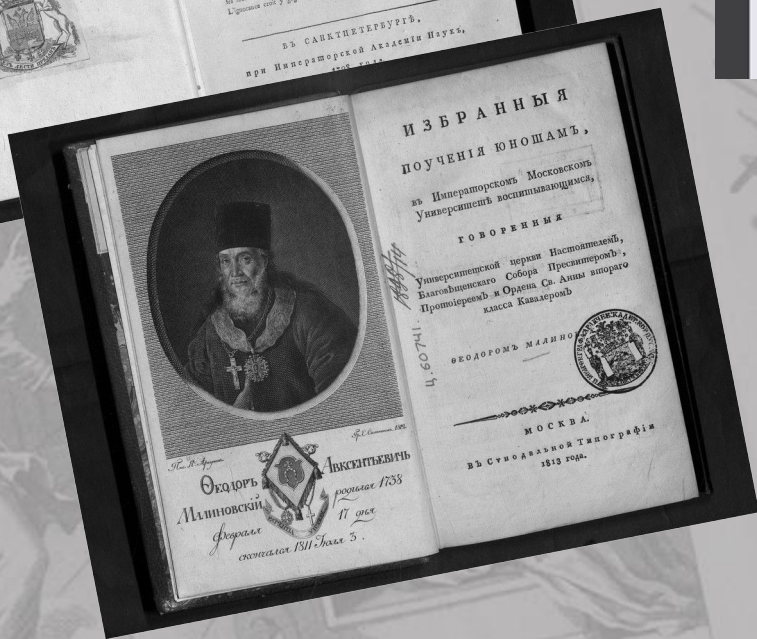 ВЪ САНКТПЕТЕРБУРГѢ,
при Императорской Академіи Наукъ,
года.
ИЗБРАННЫЯ
ПОУЧЕНІЯ ЮНОШАМЪ,
въ Императорскомъ Московскомъ
Университетѣ воспитывающимся,
ГОВОРЕННЫЯ
Университетской церкви Настоятелемъ,
Благовѣщенскаго Собора Пресвитеромъ,
Протоіереемъ и Ордена Св. Анны втораго
класса Кавалеромъ
ѲЕОДОРОМЪ
МОСКВА,
ВЪ Сѵнодальной Типографіи
1813 года.
Ц. 60741.
Ѳеодоръ Авксентьевичь
Малиновскій родился 1738
февраля 17 дня
скончался 1811 Іюля 3.